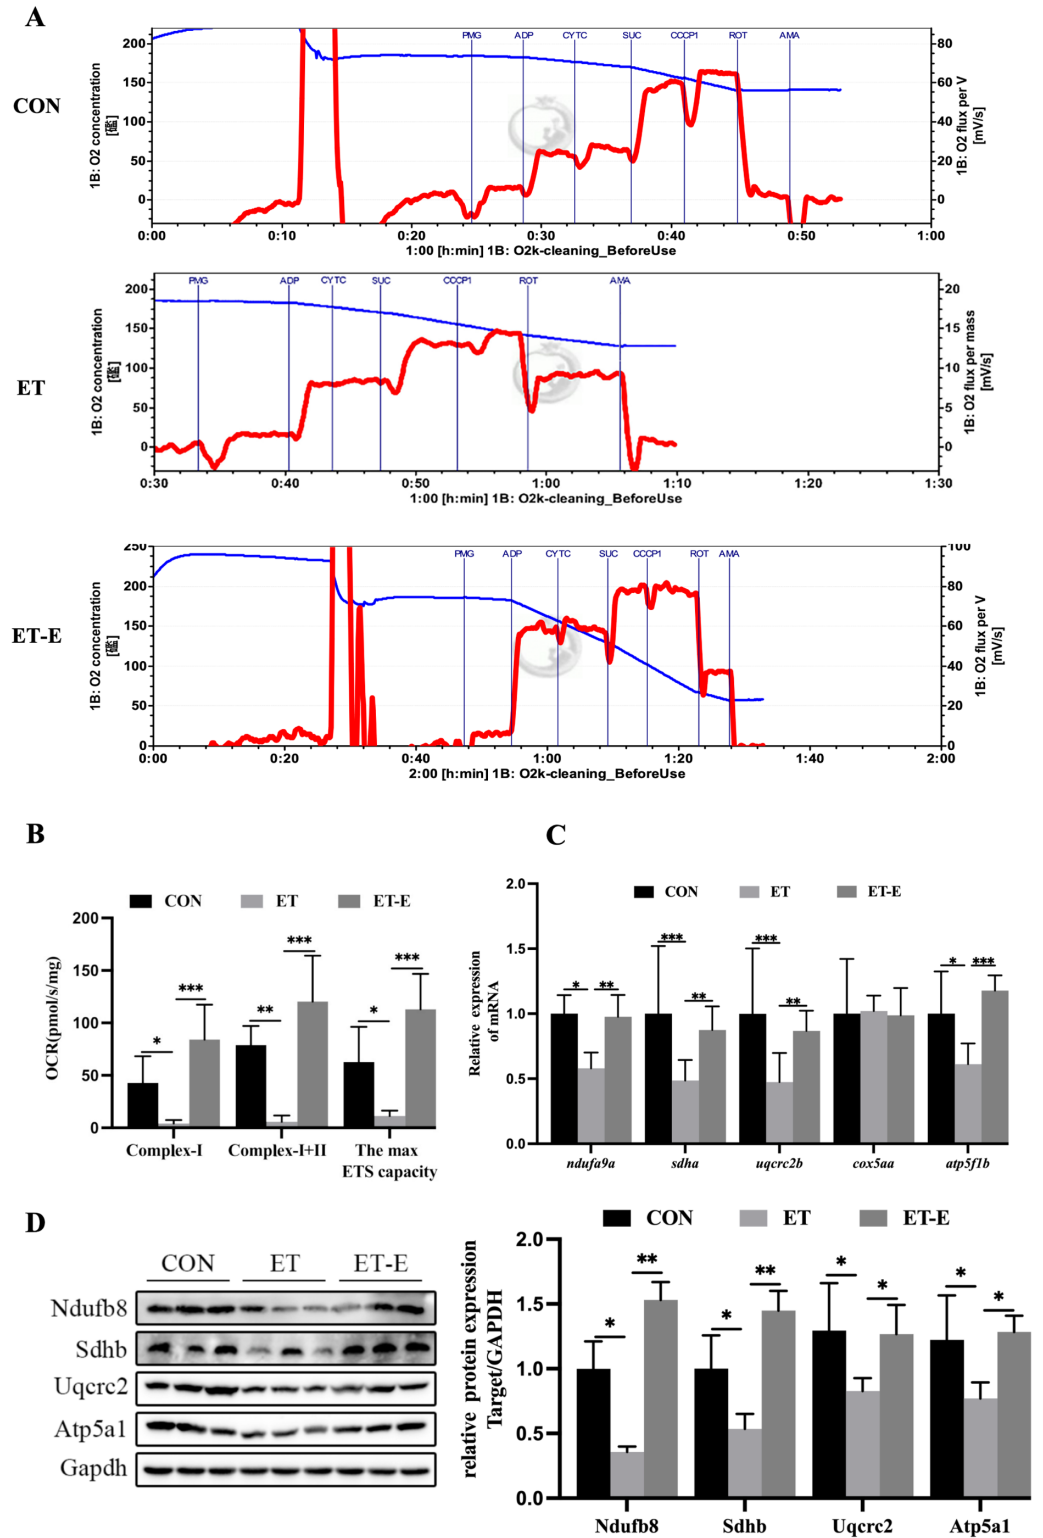 A
CON
1B: O2 concentration
[礹]
200
150
100
50
0
PMG ADP CYTC SUC CCCP1 ROT AMA
80
60
40
20
0
1B: O2 flux per V
[mV/s]
0:00 0:10 0:20 0:30 0:40 0:50 1:00
1:00 [h:min] 1B: O2k-cleaning_BeforeUse
ET
1B: O2 concentration
200
150
100
50
0
PMG ADP CYTC SUC CCCP1 ROT AMA
20
15
10
5
0
1B: O2 flux per mass
[mV/s]
0:30 0:40 0:50 1:00 1:10 1:20 1:30
1:00 [h:min] 1B: O2k-cleaning_BeforeUse
ET-E
1B: O2 concentration
250
200
150
100
50
0
PMG ADP CYTC SUC CCCP1 ROT AMA
100
80
60
40
20
0
1B: O2 flux per V
[mV/s]
0:00 0:20 0:40 1:00 1:20 1:40 2:00
2:00 [h:min] 1B: O2k-cleaning_BeforeUse
B
CON ET ET-E
OCR(pmol/s/mg)
200
150
100
50
0
* *** ** *** * ***
Complex-I Complex-I+II The max
ETS capacity
C
CON ET ET-E
Relative expression
of mRNA
2.0
1.5
1.0
0.5
0.0
* ** *** ** *** ** * ***
ndufa9a sdha uqcrc2b cox5aa atp5f1b
D
CON ET ET-E
Ndufb8
Sdhb
Uqcrc2
Atp5a1
Gapdh
CON ET ET-E
relative protein expression
Target/GAPDH
2.0
1.5
1.0
0.5
0.0
* ** * ** * * * *
Ndufb8 Sdhb Uqcrc2 Atp5a1